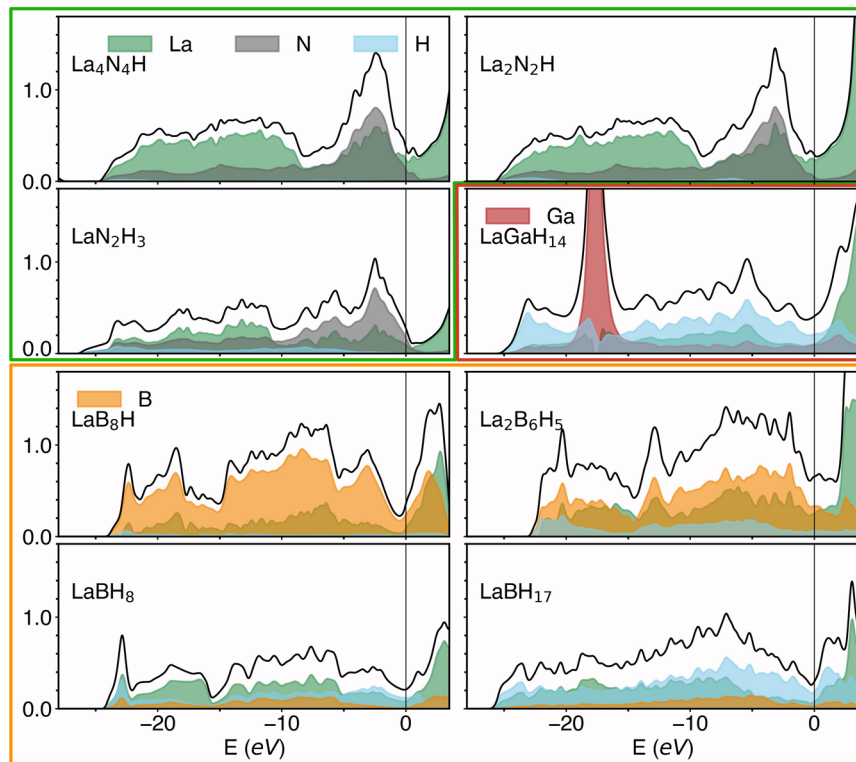 La N H
La₄N₄H
La₂N₂H
1.0
0.0
Ga
LaN₂H₃
LaGaH₁₄
1.0
0.0
B
LaB₈H
La₂B₆H₅
1.0
0.0
LaBH₈
LaBH₁₇
1.0
0.0
−20 −10 0 −20 −10 0
E (eV) E (eV)